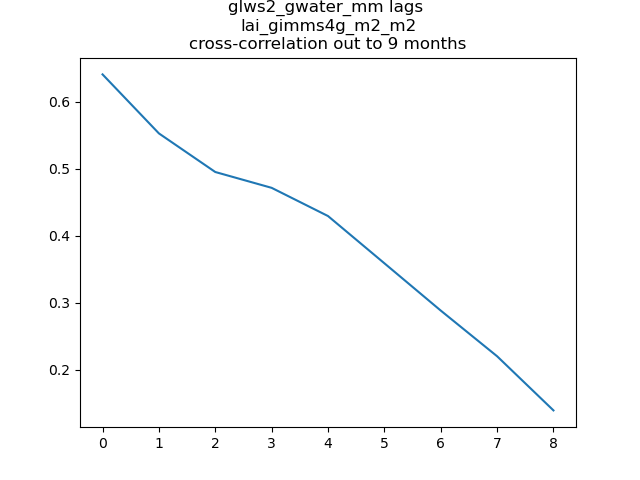 glws2_gwater_mm lags
lai_gimms4g_m2_m2
cross-correlation out to 9 months
0.6
0.5
0.4
0.3
0.2
0 1 2 3 4 5 6 7 8